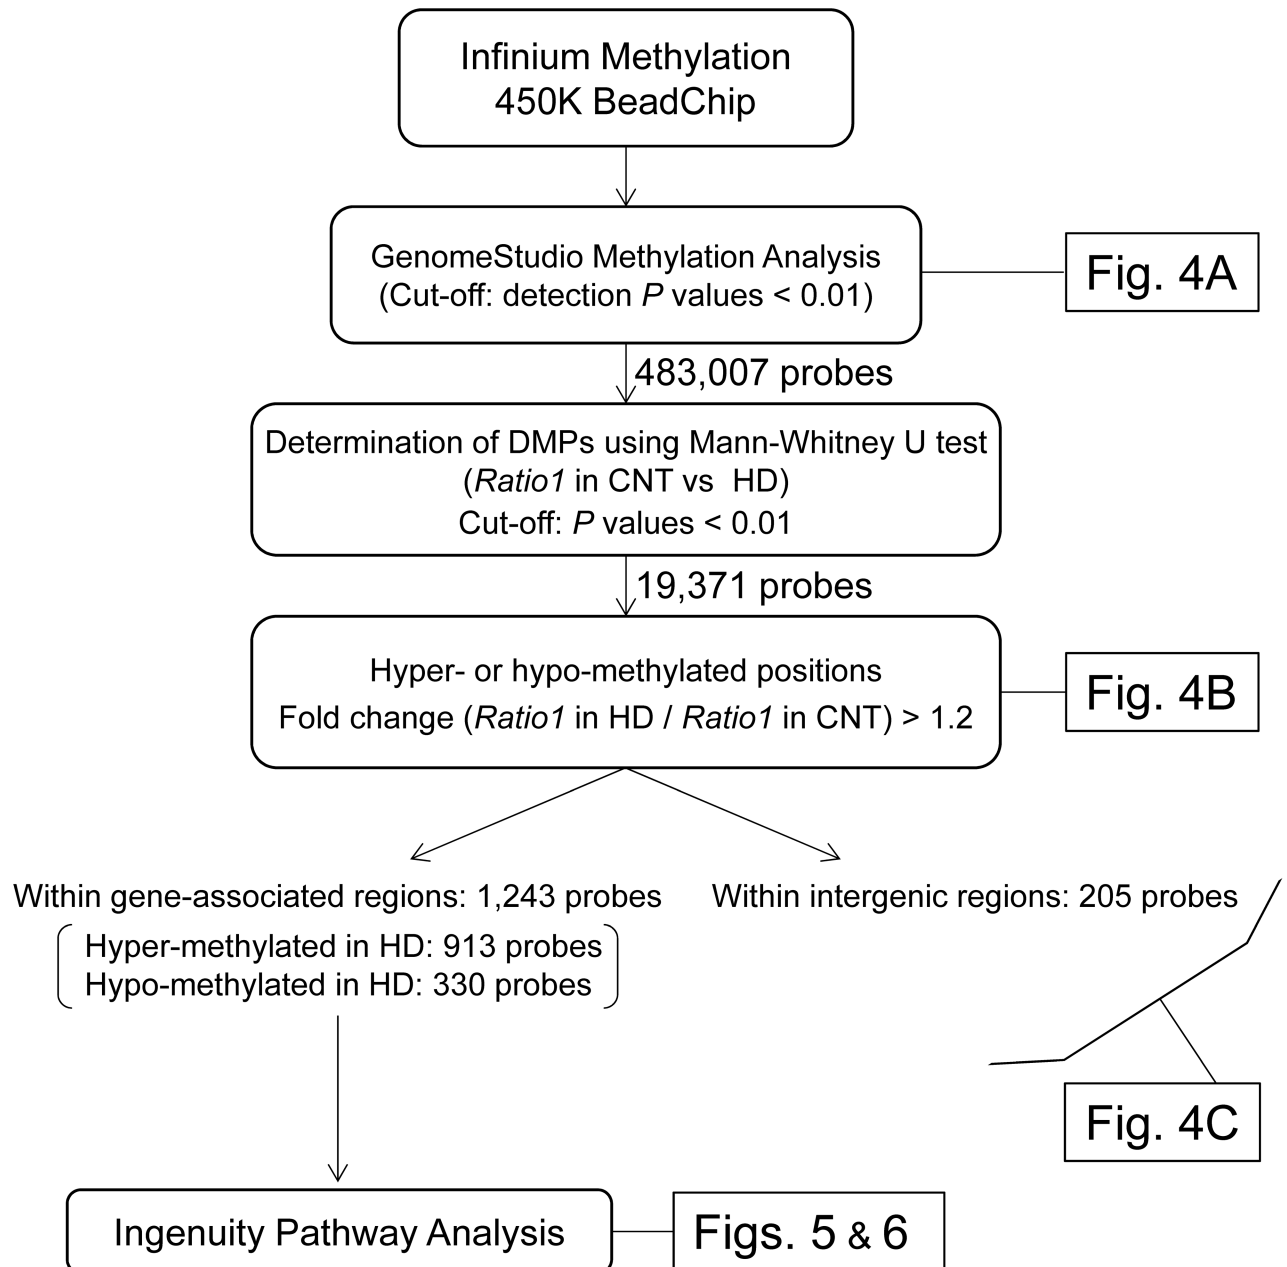 Infinium Methylation
450K BeadChip
GenomeStudio Methylation Analysis
(Cut-off: detection P values < 0.01)
Fig. 4A
483,007 probes
Determination of DMPs using Mann-Whitney U test
(Ratio1 in CNT vs HD)
Cut-off: P values < 0.01
19,371 probes
Hyper- or hypo-methylated positions
Fold change (Ratio1 in HD / Ratio1 in CNT) > 1.2
Fig. 4B
Within gene-associated regions: 1,243 probes
Hyper-methylated in HD: 913 probes
Hypo-methylated in HD: 330 probes
Within intergenic regions: 205 probes
Fig. 4C
Ingenuity Pathway Analysis
Figs. 5 & 6